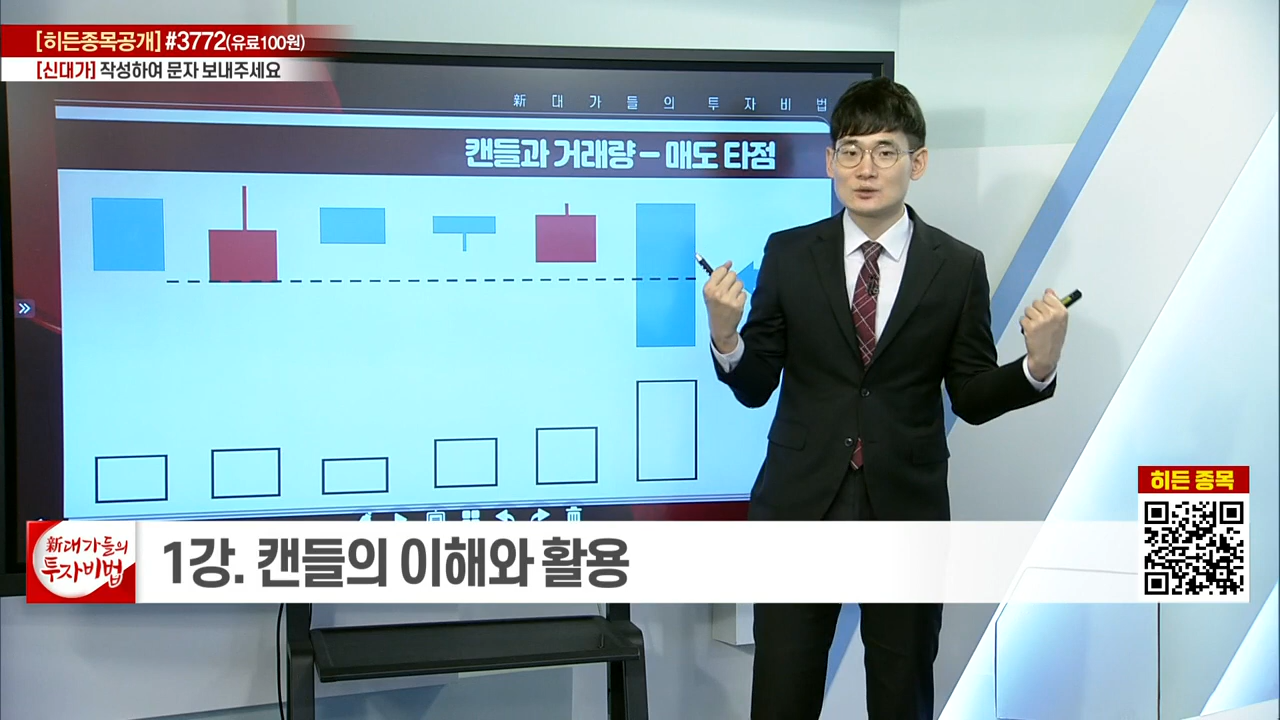 [히든종목공개] #3772(유료100원)
[신대가] 작성하여 문자 보내주세요
新 대 가 들 의 투 자 비 법
캔들과 거래량 – 매도 타점
히든 종목
新대가들의
투자비법
1강. 캔들의 이해와 활용